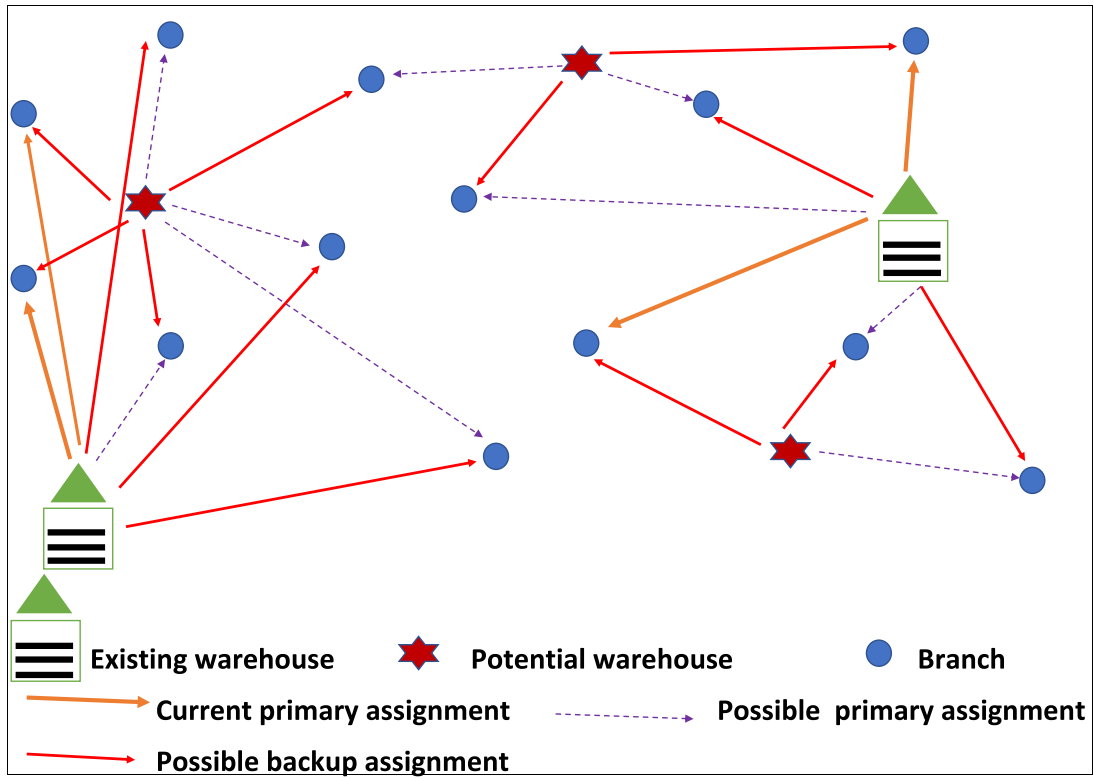 Existing warehouse Potential warehouse Branch
Current primary assignment Possible primary assignment
Possible backup assignment